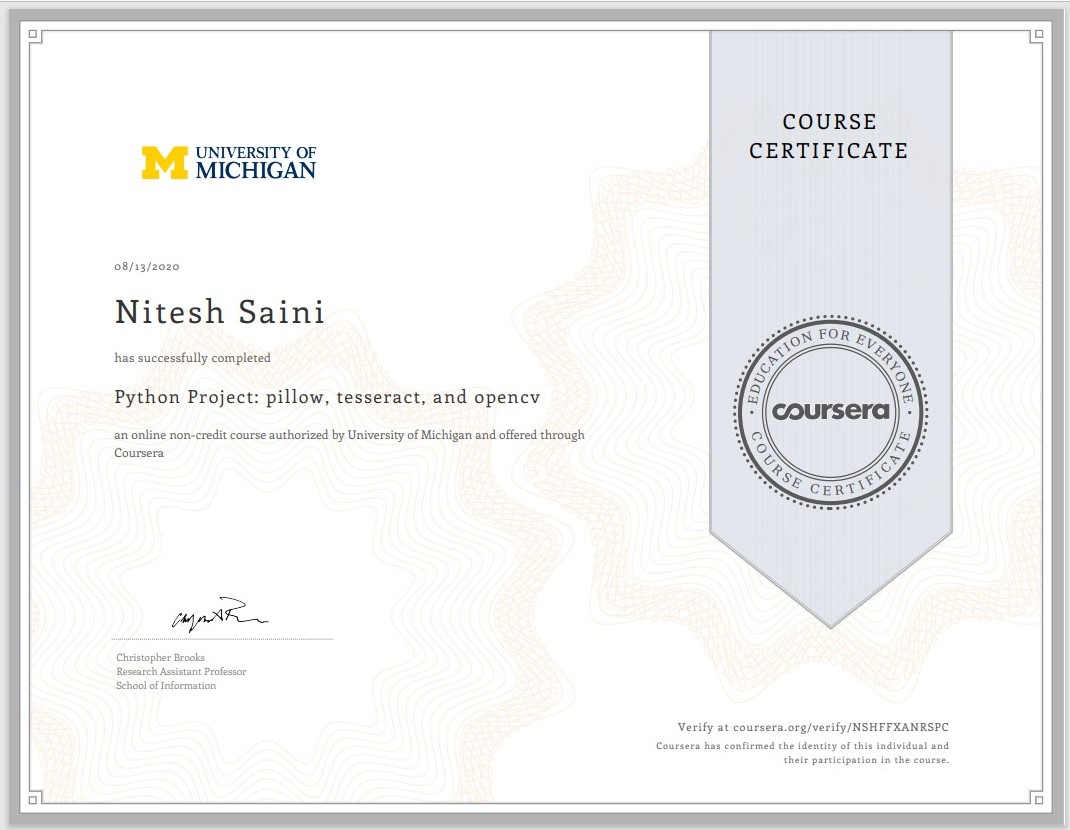 COURSE
CERTIFICATE
UNIVERSITY OF
MICHIGAN
08/13/2020
Nitesh Saini
has successfully completed
Python Project: pillow, tesseract, and opencv
an online non-credit course authorized by University of Michigan and offered through
Coursera
EDUCATION FOR EVERYONE
coursera
COURSE CERTIFICATE
Christopher Brooks
Research Assistant Professor
School of Information
Verify at coursera.org/verify/NSHFFXANRSPC
Coursera has confirmed the identity of this individual and
their participation in the course.